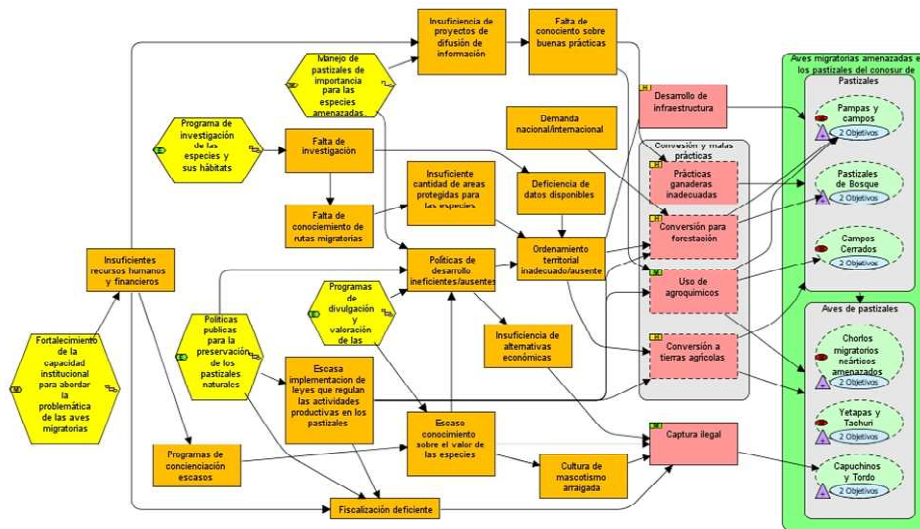 Insuficiencia de
proyectos de
difusión de
información
Falta de
conociento sobre
buenas prácticas
Manejo de
pastizales de
importancia
para las
especies
amenazadas
Programa de
investigación
de las
especies y
sus hábitats
Falta de
investigación
Falta de
conocimiento de
rutas migratorias
Insuficiente
cantidad de areas
protegidas para
las especies
Demanda
nacional/internacional
Deficiencia de
datos disponibles
Ordenamiento
territorial
inadecuado/ausente
Políticas de
desarrollo
ineficientes/ausentes
Insuficientes
recursos humanos
y financieros
Fortalecimiento
de la
capacidad
institucional
para abordar
la
problemática
de las aves
migratorias
Políticas
publicas
para la
preservación
de los
pastizales
naturales
Programas
de
divulgación
y
valoración
de las
Insuficiencia de
alternativas
económicas
Escasa
implementacion de
leyes que regulan
las actividades
productivas en los
pastizales
Escaso
conocimiento
sobre el valor de
las especies
Programas de
concienciación
escasos
Cultura de
mascotismo
arraigada
Fiscalización deficiente
Desarrollo de
infraestructura
Conversión y malas
prácticas
Prácticas
ganaderas
inadecuadas
Conversión para
forestación
Uso de
agroquimicos
Conversión a
tierras agrícolas
Captura ilegal
Aves migratorias amenazadas e
los pastizales del conosur de
Pastizales
Pampas y
campos
2 Objetivos
Pastizales
de Bosque
2 Objetivos
Campos
Cerrados
2 Objetivos
Aves de pastizales
Chorlos
migratorios
neárticos
amenazados
Yetapas y
Tachuri
2 Objetivos
Capuchinos
y Tordo
2 Objetivos